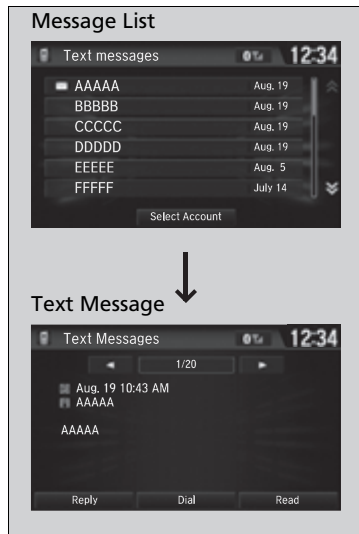 Message List
Text messages 12:34
AAAAA Aug. 19
BBBBB Aug. 19
CCCCC Aug. 19
DDDDD Aug. 19
EEEEE Aug. 5
FFFFF July 14
Select Account
Text Message
Text Messages 12:34
1/20
Aug. 19 10:43 AM
AAAAA
AAAAA
Reply Dial Read